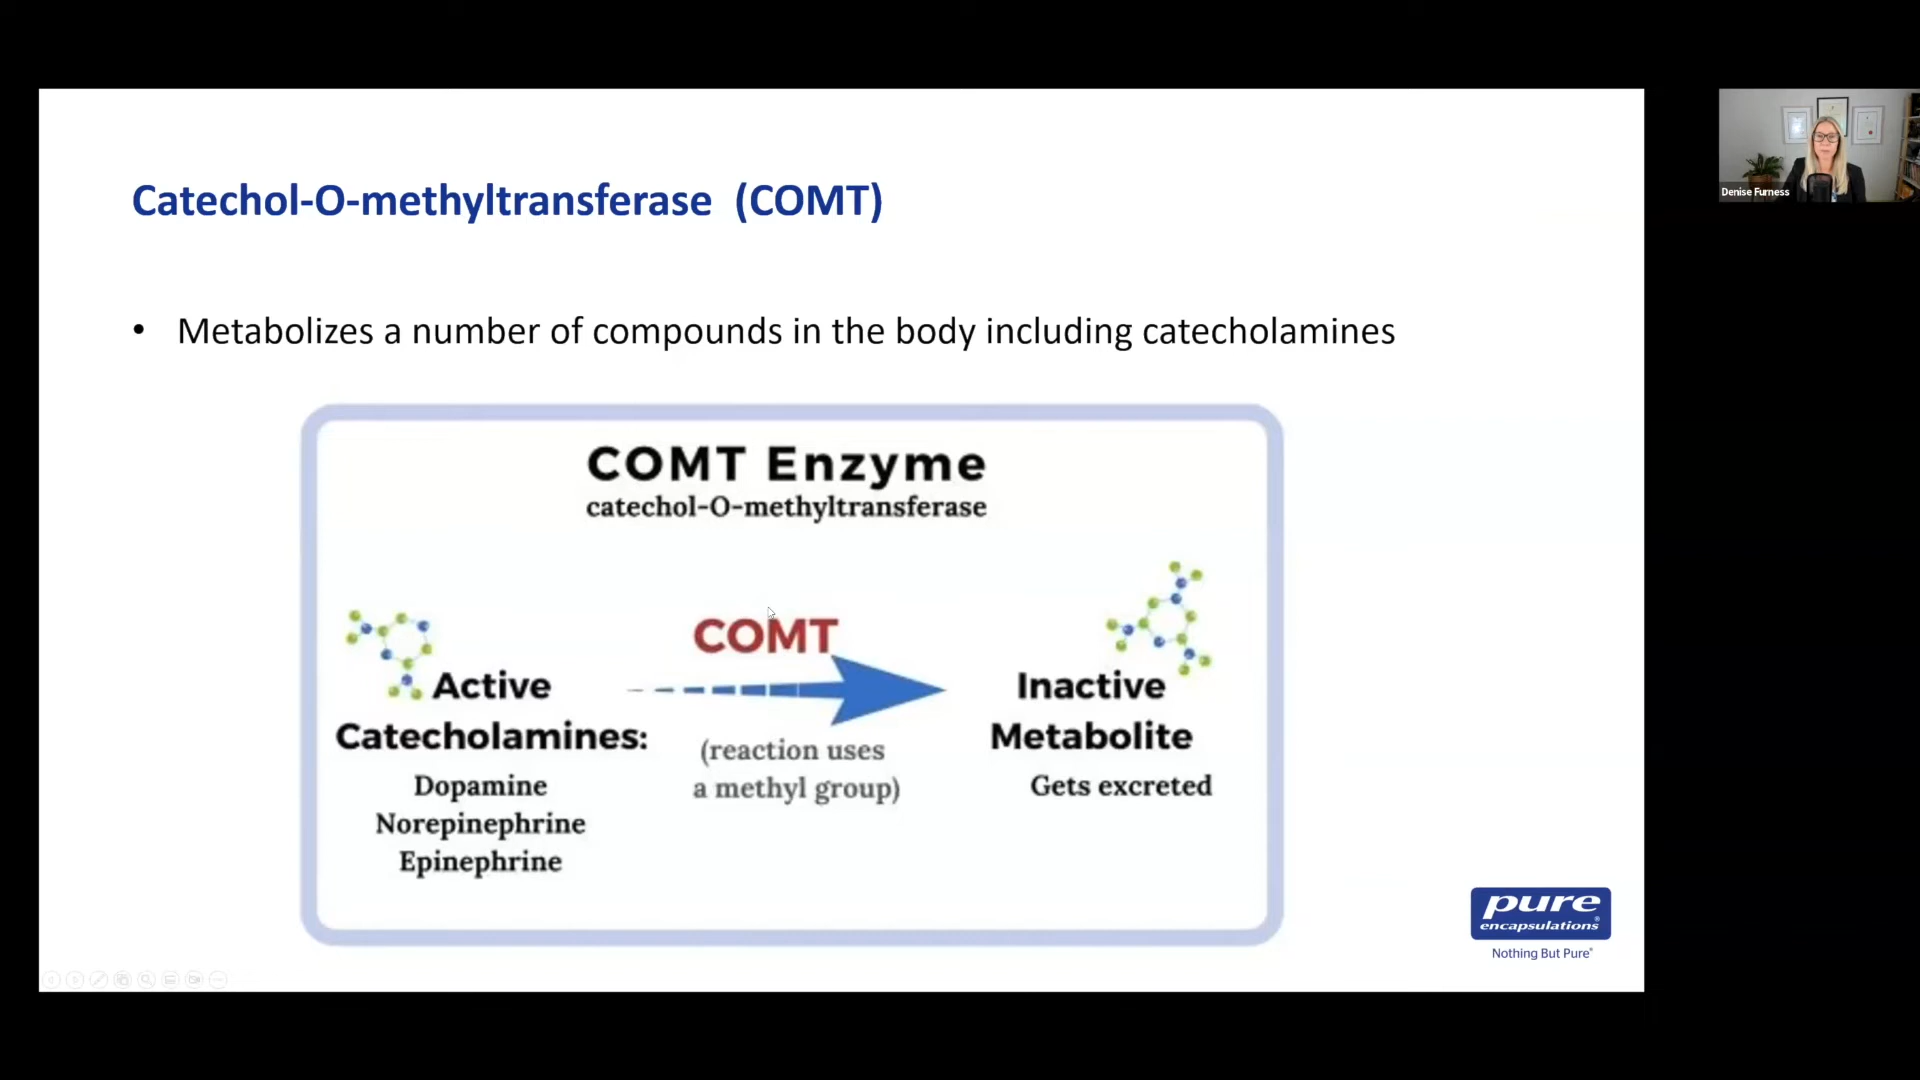 Catechol-O-methyltransferase (COMT)
• Metabolizes a number of compounds in the body including catecholamines
COMT Enzyme
catechol-O-methyltransferase
COMT
Active
Catecholamines:
Dopamine
Norepinephrine
Epinephrine
(reaction uses
a methyl group)
Inactive
Metabolite
Gets excreted
pure
encapsulations®
Nothing But Pure®
Denise Furness